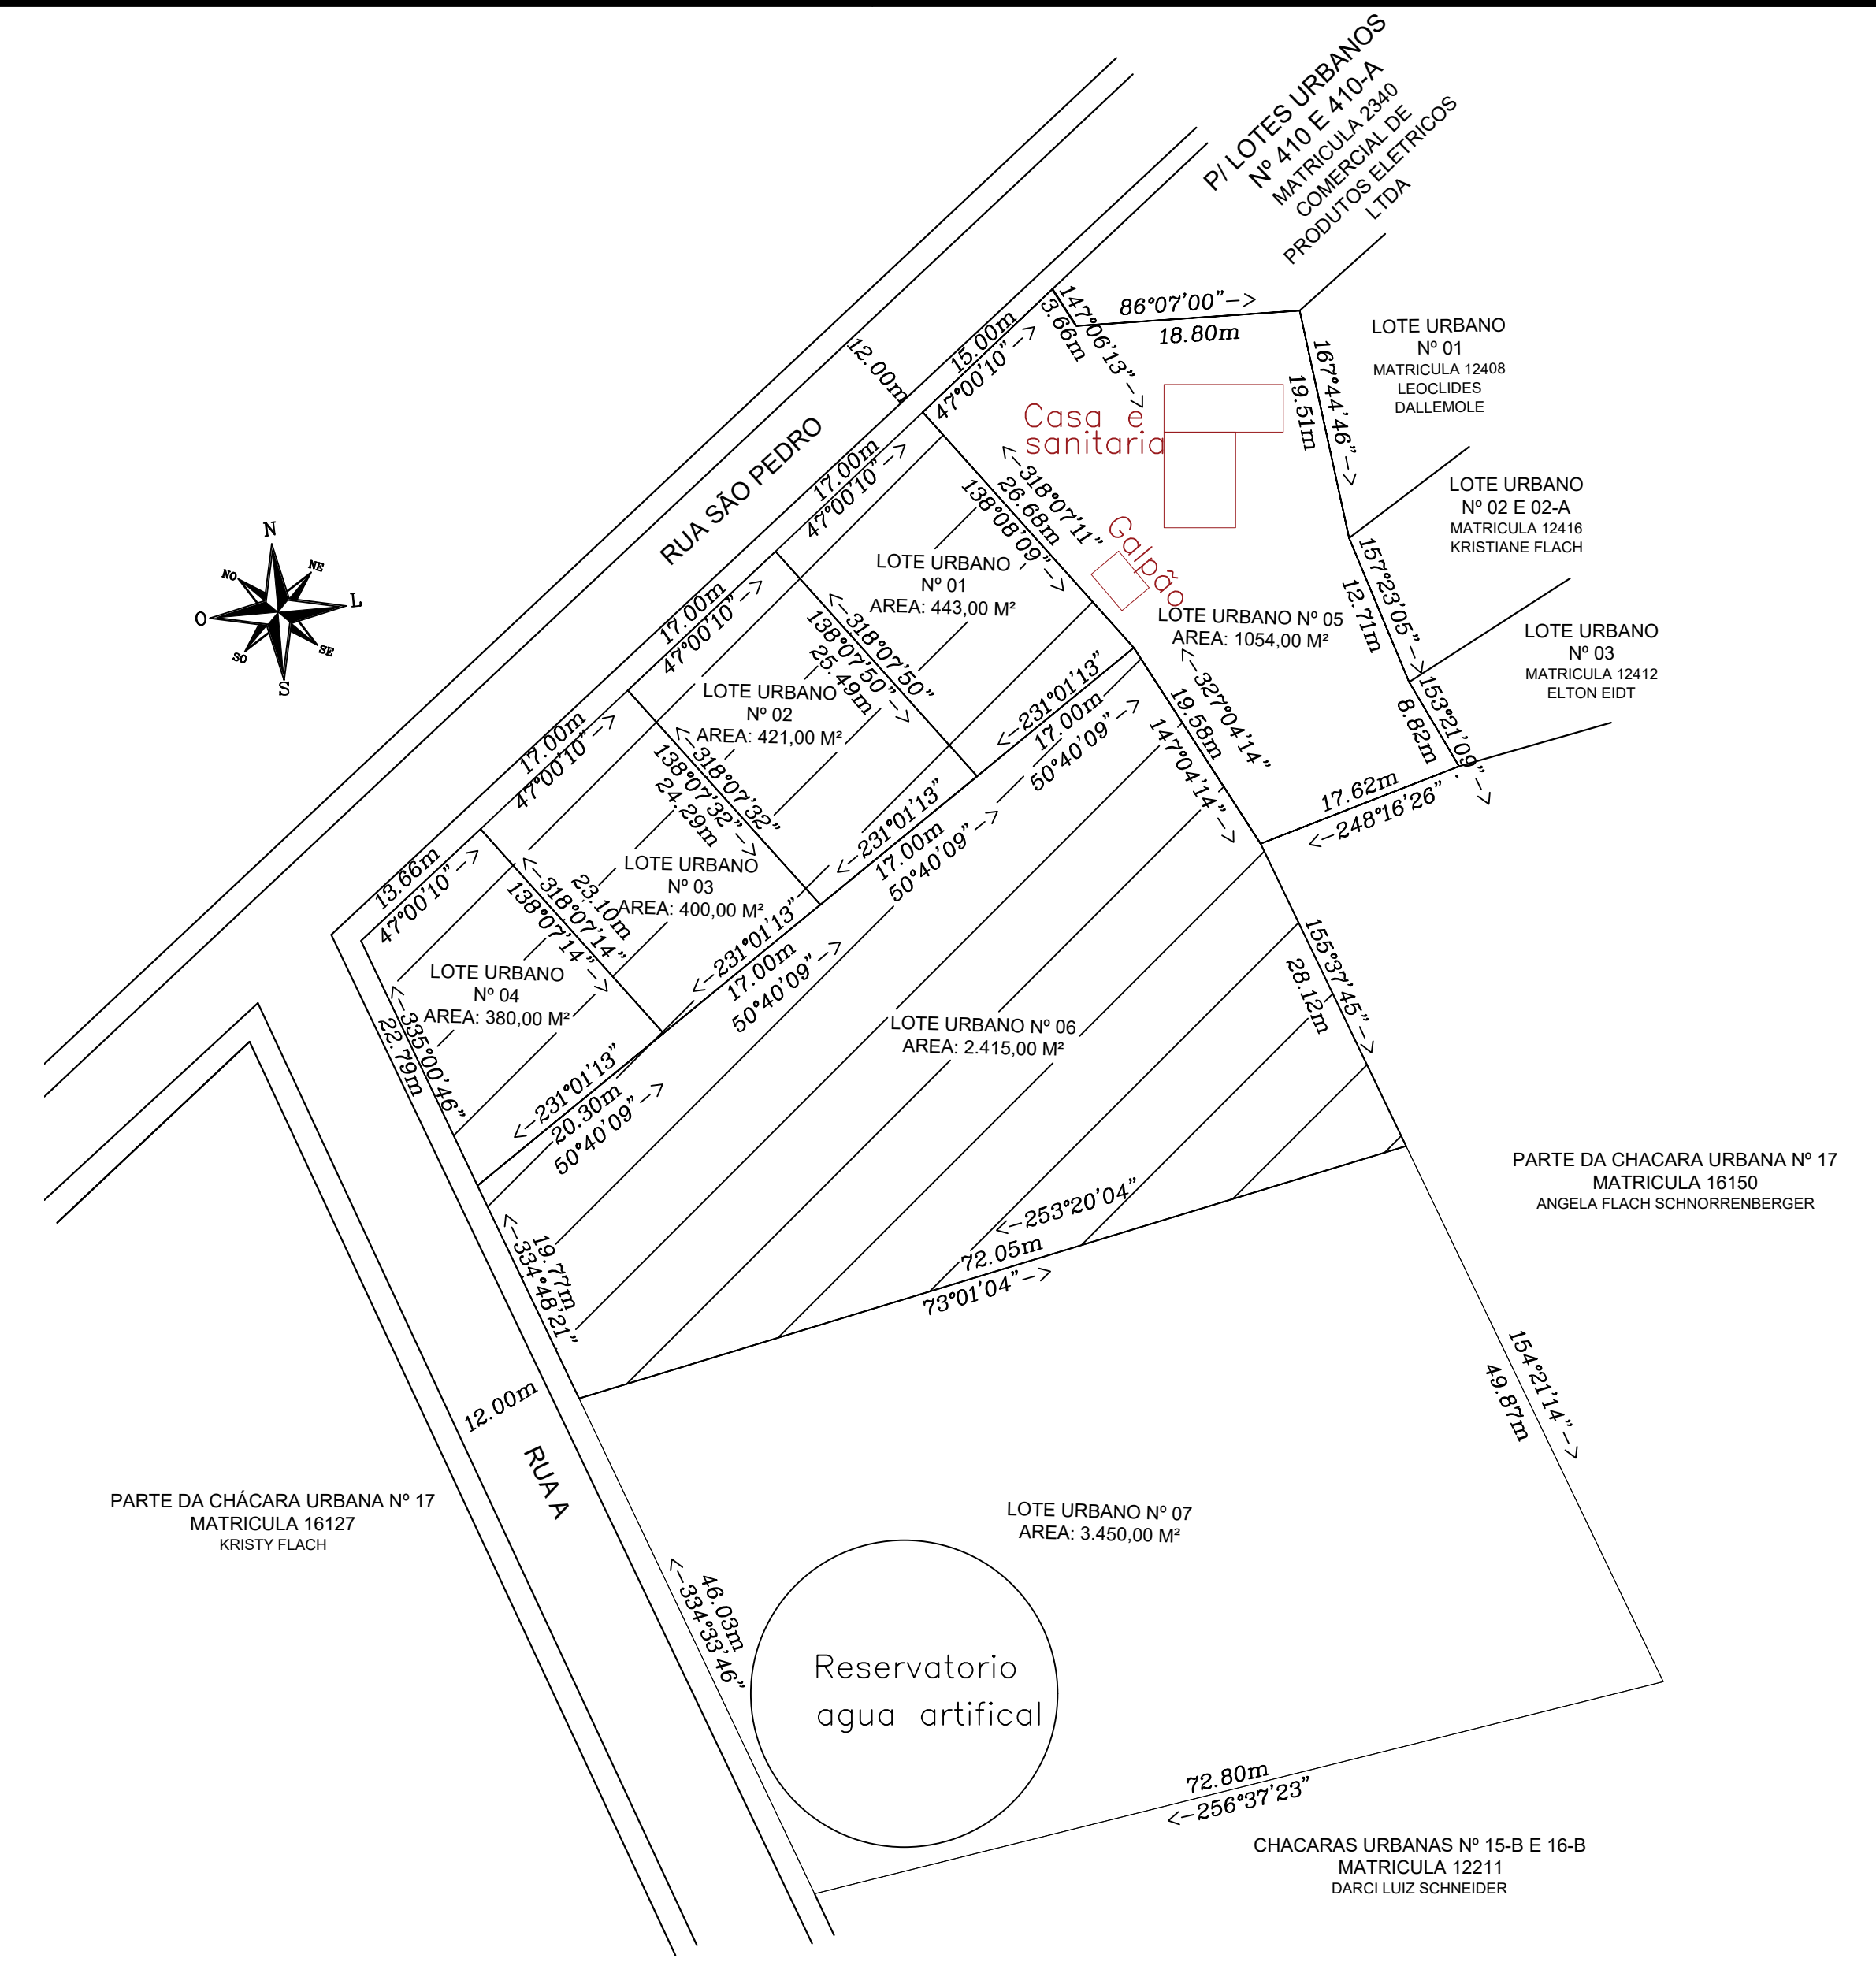 P/ LOTES URBANOS
Nº 410 E 410-A
MATRICULA 2340
COMERCIAL DE
PRODUTOS ELETRICOS
LTDA
86°07'00"->
18.80m
147°06'13"->
3.66m
15.00m
47°00'10"->
12.00m
RUA SÃO PEDRO
LOTE URBANO
Nº 01
MATRICULA 12408
LEOCLIDES
DALLEMOLE
167°44'46"->
19.51m
Casa e
sanitaria
Galpão
LOTE URBANO
Nº 02 E 02-A
MATRICULA 12416
KRISTIANE FLACH
157°23'05"->
12.71m
LOTE URBANO
Nº 03
MATRICULA 12412
ELTON EIDT
153°21'09"->
8.82m
17.62m
<-248°16'26"
LOTE URBANO Nº 05
AREA: 1054,00 M²
<-318°07'11"
26.68m
138°08'09"->
17.00m
47°00'10"->
LOTE URBANO
Nº 01
AREA: 443,00 M²
<-318°07'50"
138°07'50"->
25.49m
17.00m
47°00'10"->
LOTE URBANO
Nº 02
AREA: 421,00 M²
<-318°07'32"
138°07'32"->
24.29m
17.00m
47°00'10"->
LOTE URBANO
Nº 03
AREA: 400,00 M²
23.10m
<-318°07'14"
138°07'14"->
13.66m
47°00'10"->
LOTE URBANO
Nº 04
AREA: 380,00 M²
<-335°00'46"
22.79m
<-231°01'13"
17.00m
50°40'09"->
<-231°01'13"
17.00m
50°40'09"->
<-231°01'13"
17.00m
50°40'09"->
<-231°01'13"
20.30m
50°40'09"->
<-327°04'14"
19.58m
147°04'14"->
155°37'45"->
28.12m
LOTE URBANO Nº 06
AREA: 2.415,00 M²
19.77m
<-334°48'21"
<-253°20'04"
72.05m
73°01'04"->
PARTE DA CHACARA URBANA Nº 17
MATRICULA 16150
ANGELA FLACH SCHNORRENBERGER
154°21'14"->
49.87m
12.00m
RUA A
PARTE DA CHÁCARA URBANA Nº 17
MATRICULA 16127
KRISTY FLACH
LOTE URBANO Nº 07
AREA: 3.450,00 M²
46.03m
<-334°33'46"
Reservatorio
agua artifical
72.80m
<-256°37'23"
CHACARAS URBANAS Nº 15-B E 16-B
MATRICULA 12211
DARCI LUIZ SCHNEIDER
N
NE
L
SE
S
SO
O
NO